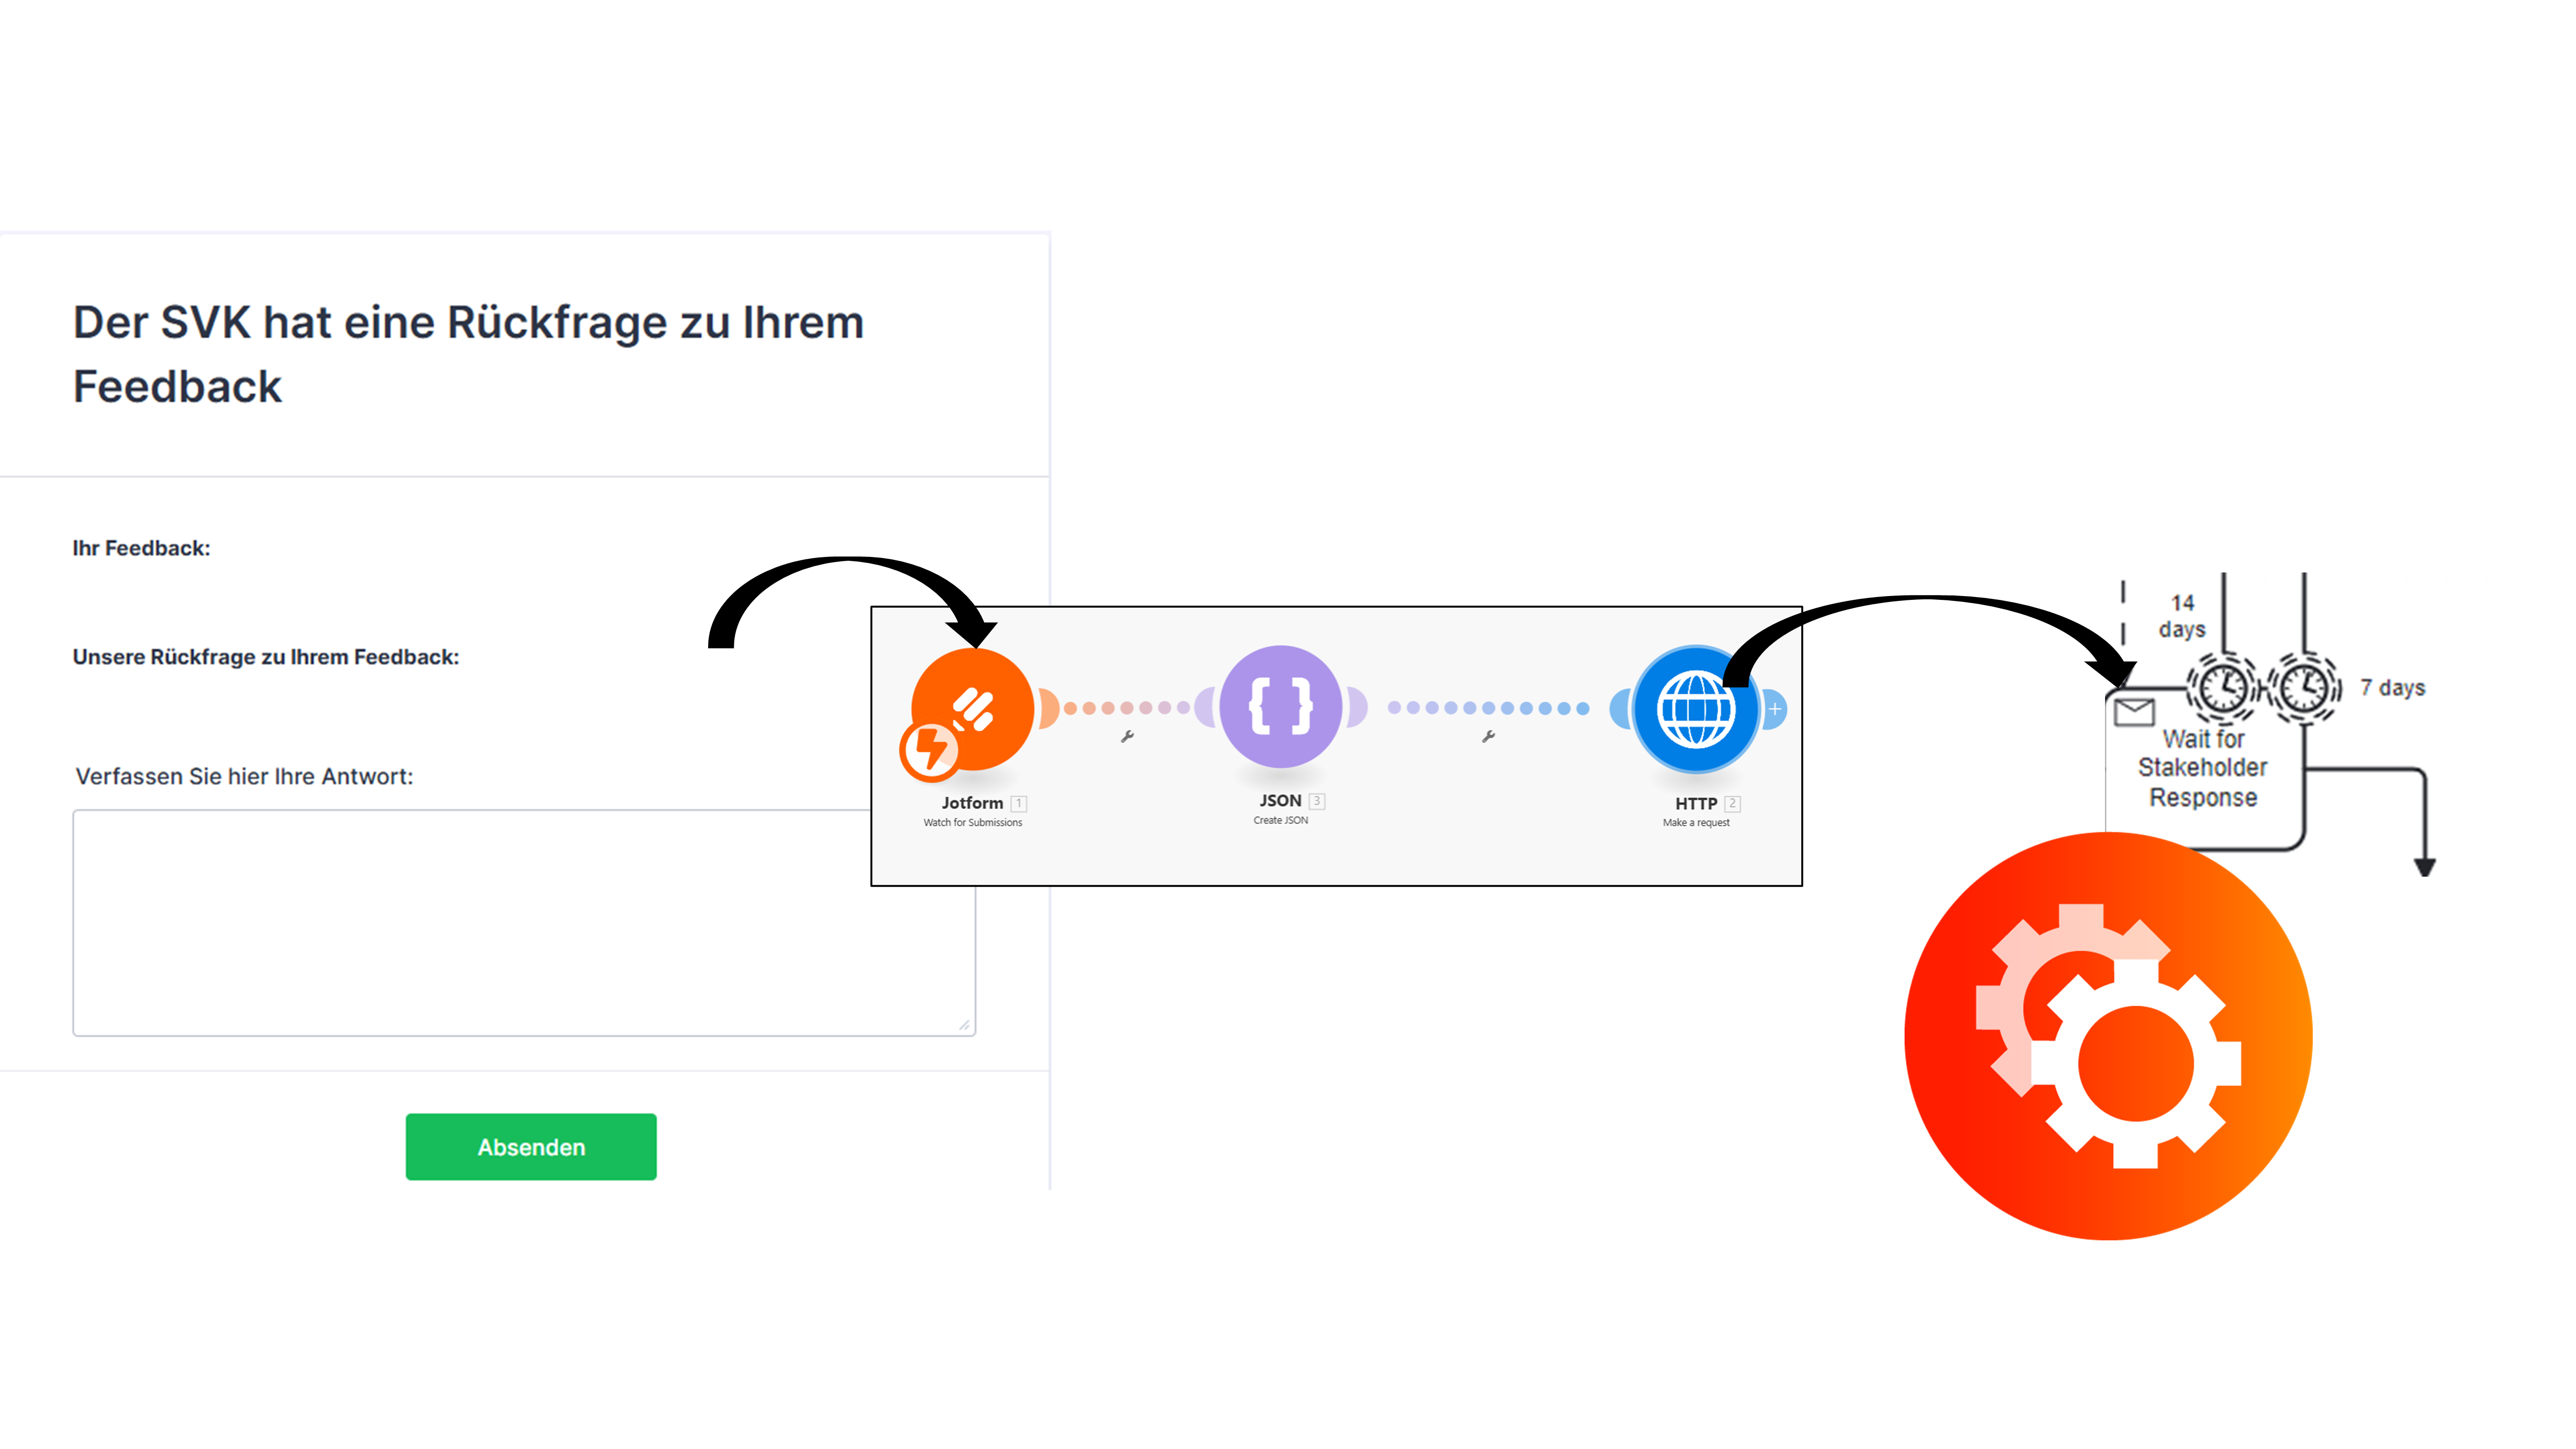 Der SVK hat eine Rückfrage zu Ihrem
Feedback
Ihr Feedback:
Unsere Rückfrage zu Ihrem Feedback:
Verfassen Sie hier Ihre Antwort:
Absenden
Jotform 1
Watch for Submissions
JSON 3
Create JSON
HTTP 2
Make a request
14
days
7 days
Wait for
Stakeholder
Response